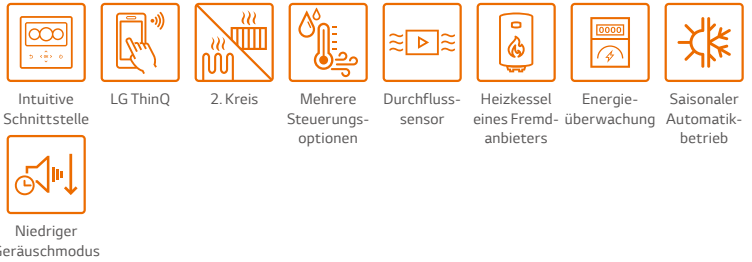 Intuitive
Schnittstelle
LG ThinQ
2. Kreis
Mehrere
Steuerungs-
optionen
Durchfluss-
sensor
Heizkessel
eines Fremd-
anbieters
0000
Energie-
überwachung
Saisonaler
Automatik-
betrieb
Niedriger
Geräuschmodus